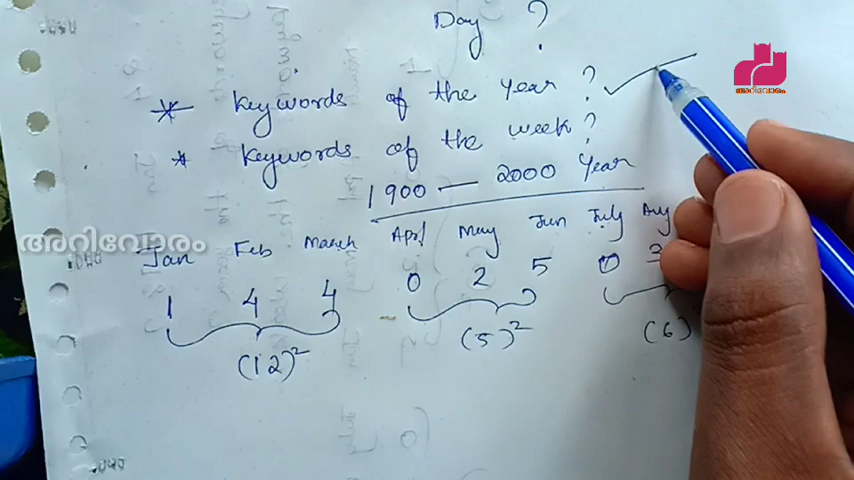 Day ?
അറിവോരം
* Keywords of the Year ?
* Keywords of the week ?
1900 — 2000 Year
അറിവോരം
Jan Feb March April May Jun July Aug
1 4 4 0 2 5 0 3
(12)² (5)² (6)